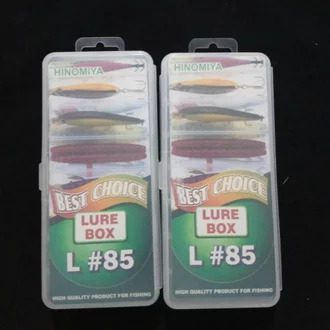 HINOMIYA
BEST CHOICE
LURE
BOX
L #85
HIGH QUALITY PRODUCT FOR FISHING
HINOMIYA
BEST CHOICE
LURE
BOX
L #85
HIGH QUALITY PRODUCT FOR FISHING